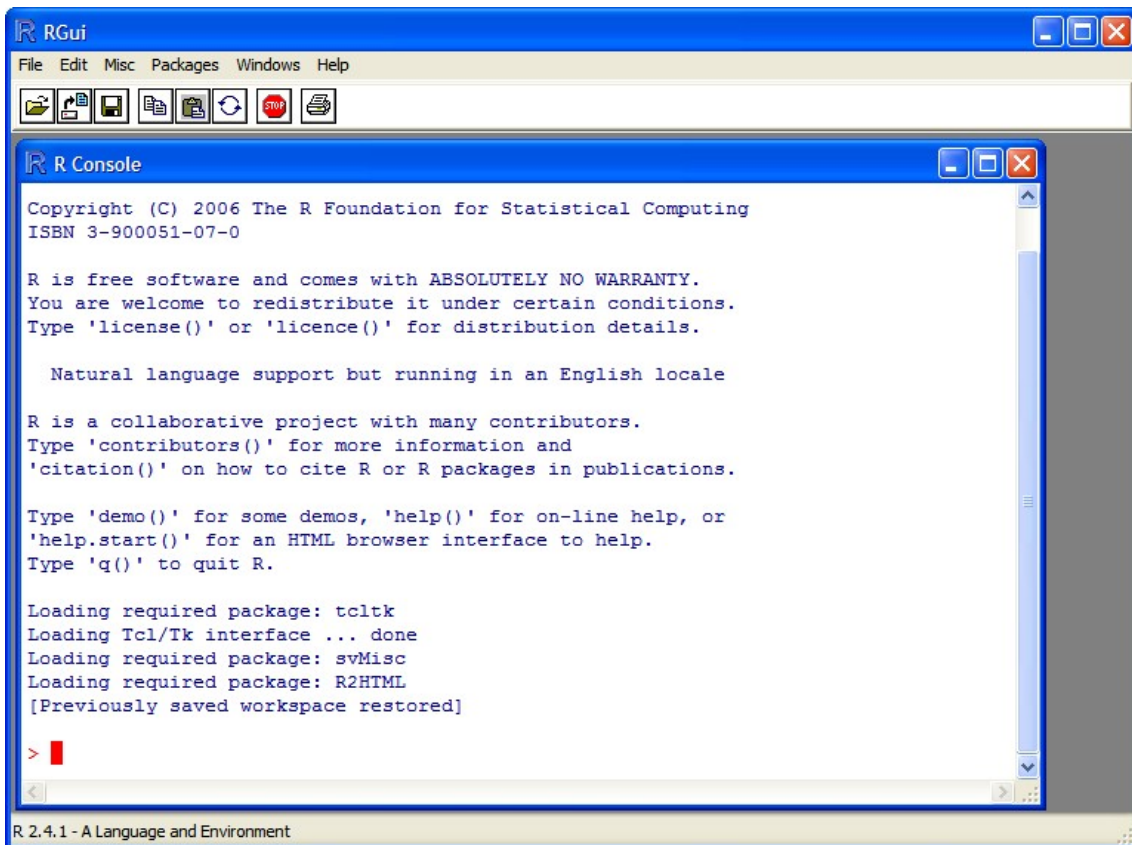 RGui
File Edit Misc Packages Windows Help
STOP
R Console
Copyright (C) 2006 The R Foundation for Statistical Computing
ISBN 3-900051-07-0
R is free software and comes with ABSOLUTELY NO WARRANTY.
You are welcome to redistribute it under certain conditions.
Type 'license()' or 'licence()' for distribution details.
Natural language support but running in an English locale
R is a collaborative project with many contributors.
Type 'contributors()' for more information and
'citation()' on how to cite R or R packages in publications.
Type 'demo()' for some demos, 'help()' for on-line help, or
'help.start()' for an HTML browser interface to help.
Type 'q()' to quit R.
Loading required package: tcltk
Loading Tcl/Tk interface ... done
Loading required package: svMisc
Loading required package: R2HTML
[Previously saved workspace restored]
>
R 2.4.1 - A Language and Environment